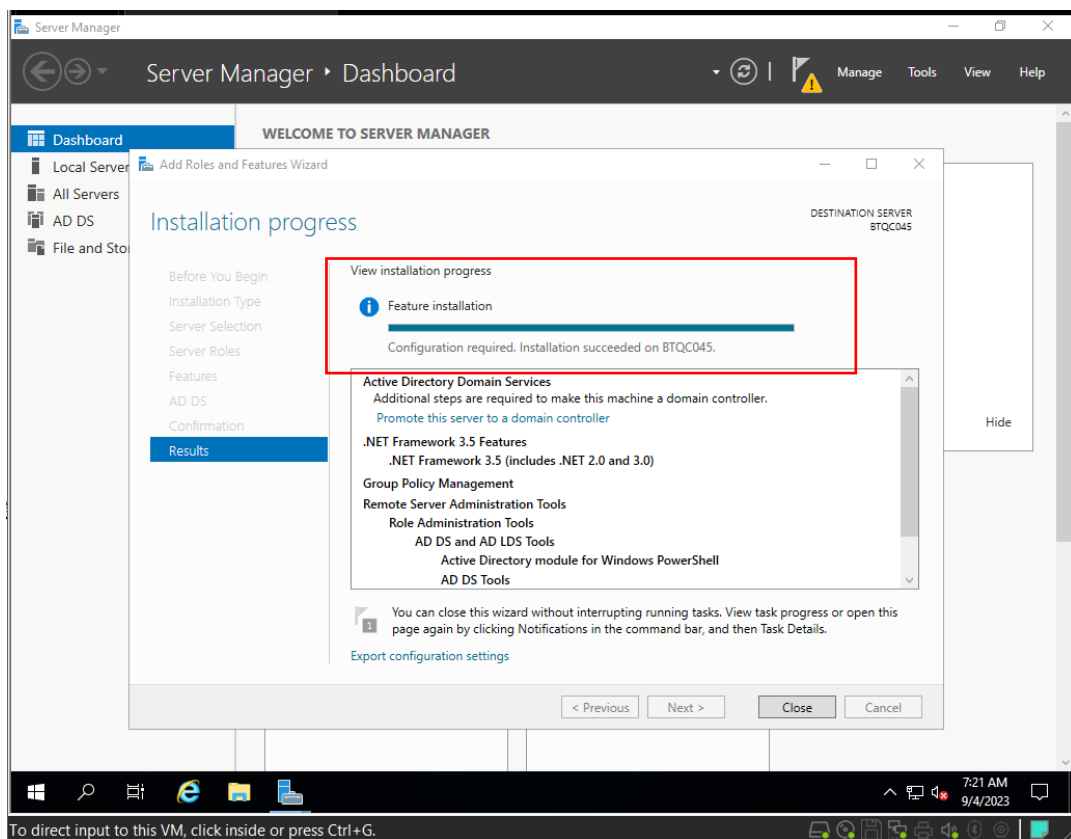 Server Manager
Server Manager • Dashboard
Manage
Tools
View
Help
Dashboard
Local Server
All Servers
AD DS
File and Sto
WELCOME TO SERVER MANAGER
Add Roles and Features Wizard
Installation progress
DESTINATION SERVER
BTQC045
Before You Begin
Installation Type
Server Selection
Server Roles
Features
AD DS
Confirmation
Results
View installation progress
Feature installation
Configuration required. Installation succeeded on BTQC045.
Active Directory Domain Services
Additional steps are required to make this machine a domain controller.
Promote this server to a domain controller
.NET Framework 3.5 Features
.NET Framework 3.5 (includes .NET 2.0 and 3.0)
Group Policy Management
Remote Server Administration Tools
Role Administration Tools
AD DS and AD LDS Tools
Active Directory module for Windows PowerShell
AD DS Tools
Hide
1
You can close this wizard without interrupting running tasks. View task progress or open this
page again by clicking Notifications in the command bar, and then Task Details.
Export configuration settings
< Previous
Next >
Close
Cancel
7:21 AM
9/4/2023
To direct input to this VM, click inside or press Ctrl+G.